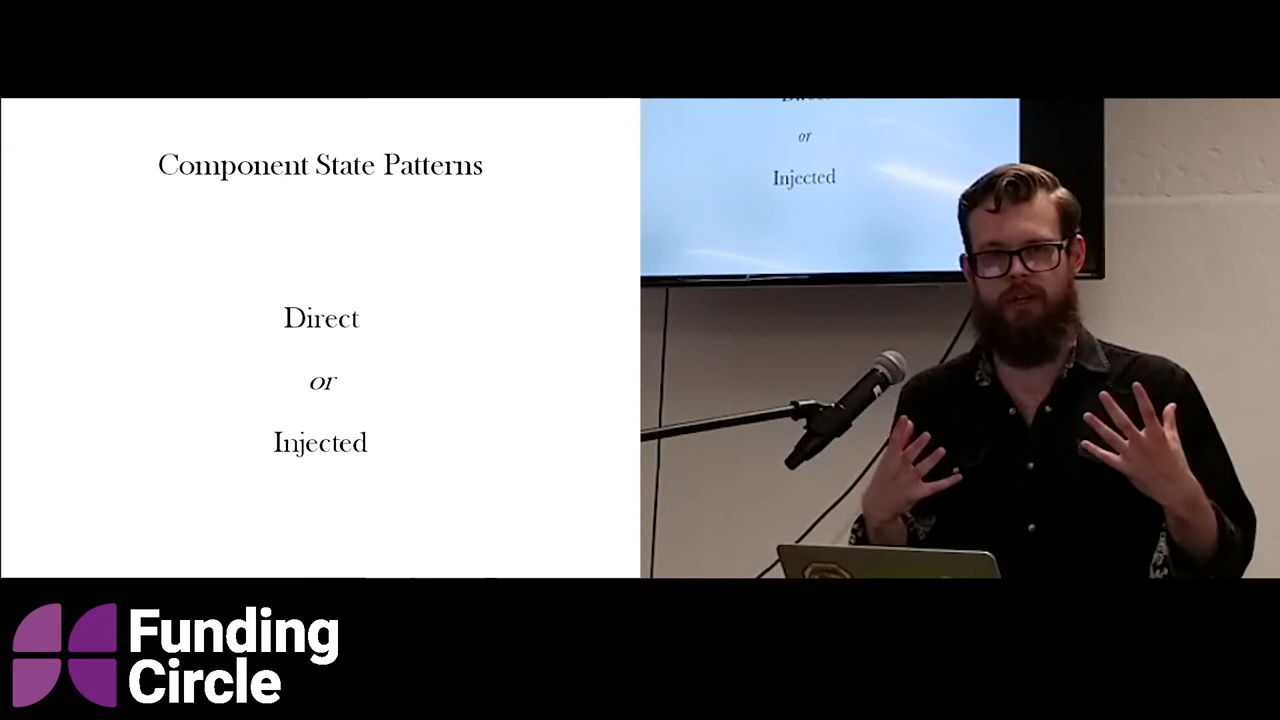 Component State Patterns
Direct
or
Injected
or
Injected
Funding
Circle